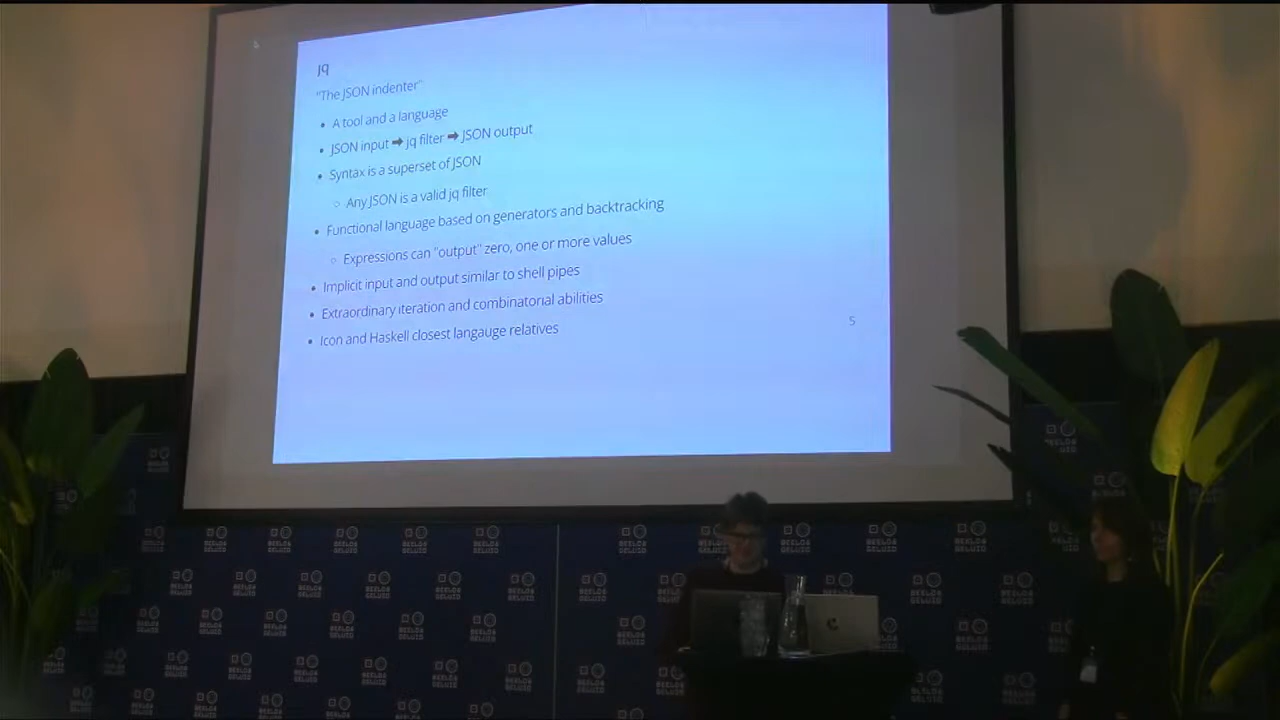 jq
"The JSON indenter"
• A tool and a language
• JSON input ➡ jq filter ➡ JSON output
• Syntax is a superset of JSON
○ Any JSON is a valid jq filter
• Functional language based on generators and backtracking
○ Expressions can "output" zero, one or more values
• Implicit input and output similar to shell pipes
• Extraordinary iteration and combinatorial abilities
• Icon and Haskell closest langauge relatives
5
BEELD&
GELUID